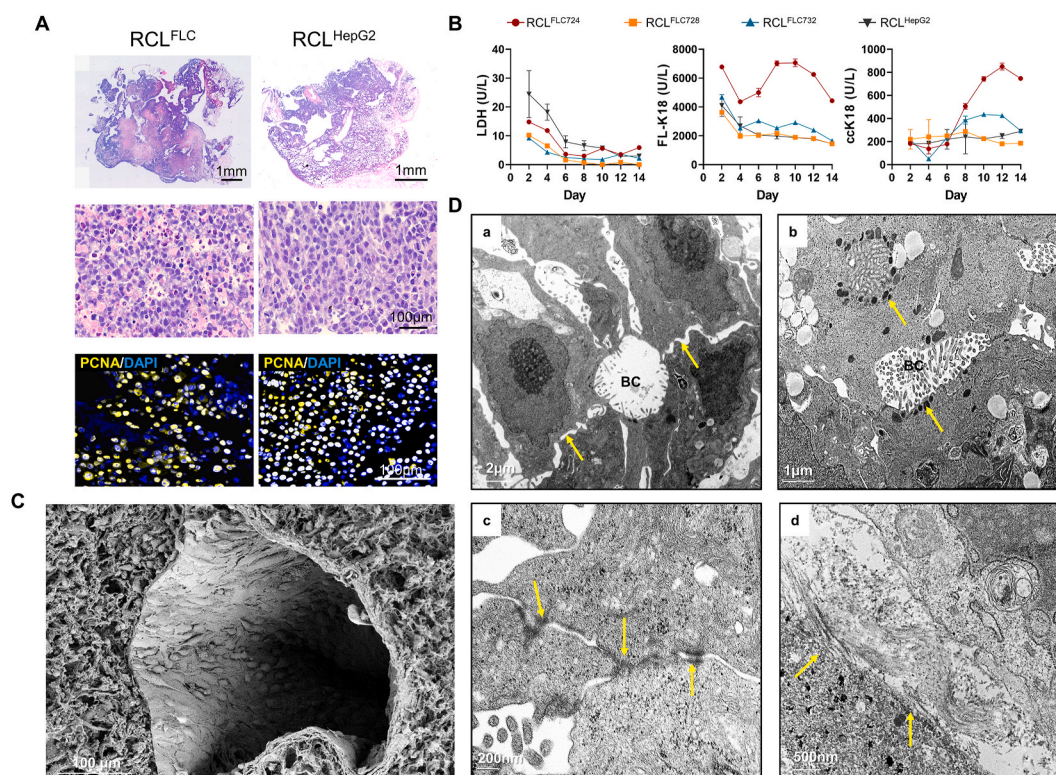 A
RCL^FLC
RCL^HepG2
1mm
1mm
100μm
PCNA/DAPI
PCNA/DAPI
100μm
B
RCL^FLC724
RCL^FLC728
RCL^FLC732
RCL^HepG2
LDH (U/L)
40
30
20
10
0
0 2 4 6 8 10 12 14
Day
FL-K18 (U/L)
8000
6000
4000
2000
0
0 2 4 6 8 10 12 14
Day
ccK18 (U/L)
1000
800
600
400
200
0
0 2 4 6 8 10 12 14
Day
C
100 μm
D
a
BC
2μm
b
BC
1μm
c
200nm
d
500nm